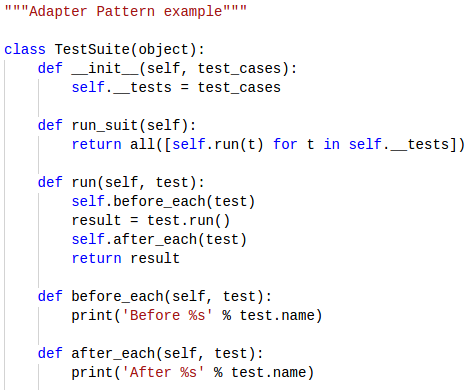 """Adapter Pattern example"""

class TestSuite(object):
    def __init__(self, test_cases):
        self.__tests = test_cases

    def run_suit(self):
        return all([self.run(t) for t in self.__tests])

    def run(self, test):
        self.before_each(test)
        result = test.run()
        self.after_each(test)
        return result

    def before_each(self, test):
        print('Before %s' % test.name)

    def after_each(self, test):
        print('After %s' % test.name)